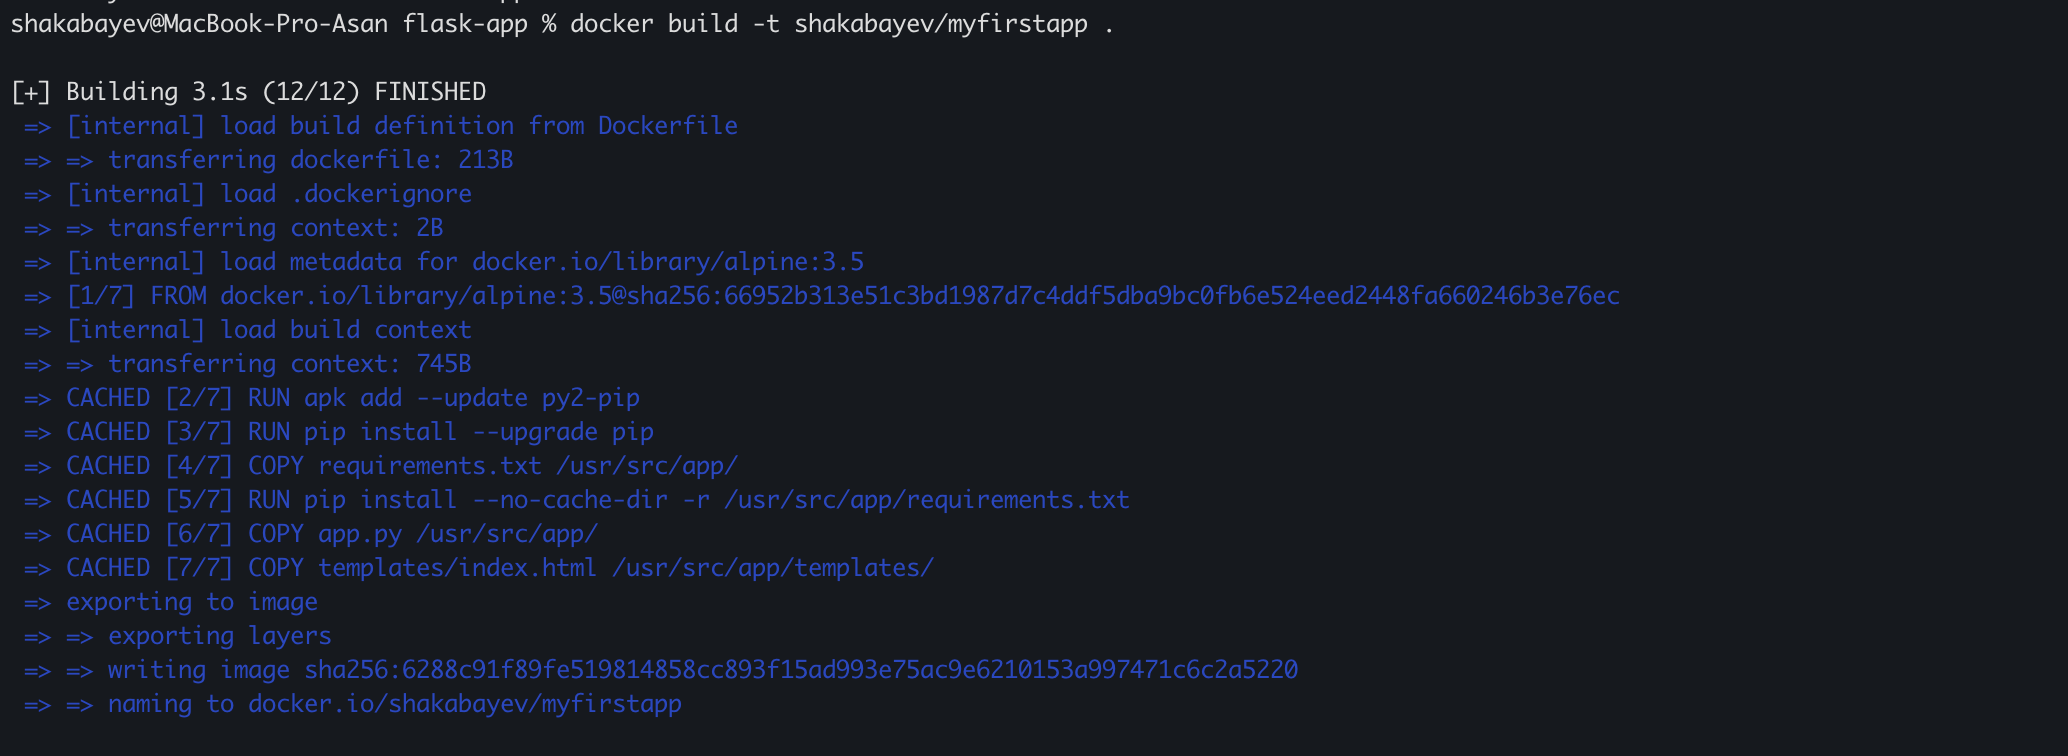 shakabayev@MacBook-Pro-Asan flask-app % docker build -t shakabayev/myfirstapp .
[+] Building 3.1s (12/12) FINISHED
=> [internal] load build definition from Dockerfile
=> => transferring dockerfile: 213B
=> [internal] load .dockerignore
=> => transferring context: 2B
=> [internal] load metadata for docker.io/library/alpine:3.5
=> [1/7] FROM docker.io/library/alpine:3.5@sha256:66952b313e51c3bd1987d7c4ddf5dba9bc0fb6e524eed2448fa660246b3e76ec
=> [internal] load build context
=> => transferring context: 745B
=> CACHED [2/7] RUN apk add --update py2-pip
=> CACHED [3/7] RUN pip install --upgrade pip
=> CACHED [4/7] COPY requirements.txt /usr/src/app/
=> CACHED [5/7] RUN pip install --no-cache-dir -r /usr/src/app/requirements.txt
=> CACHED [6/7] COPY app.py /usr/src/app/
=> CACHED [7/7] COPY templates/index.html /usr/src/app/templates/
=> exporting to image
=> => exporting layers
=> => writing image sha256:6288c91f89fe519814858cc893f15ad993e75ac9e6210153a997471c6c2a5220
=> => naming to docker.io/shakabayev/myfirstapp